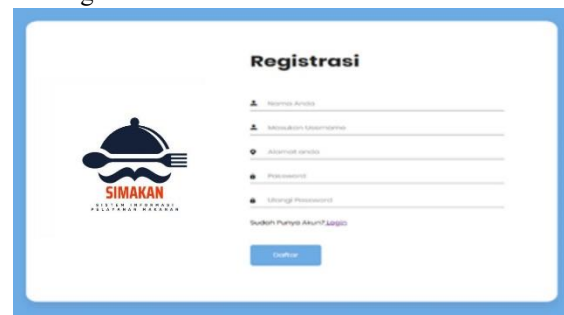 Registrasi
Nama Anda
Masukan Username
Alamat anda
Password
Ulangi Password
Sudah Punya Akun? Login
Daftar
SIMAKAN
SISTEM INFORMASI
PELAYANAN MAKANAN